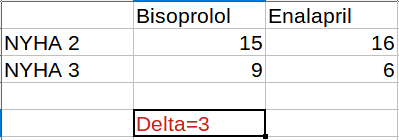 Bisoprolol Enalapril
NYHA 2 15 16
NYHA 3 9 6
Delta=3